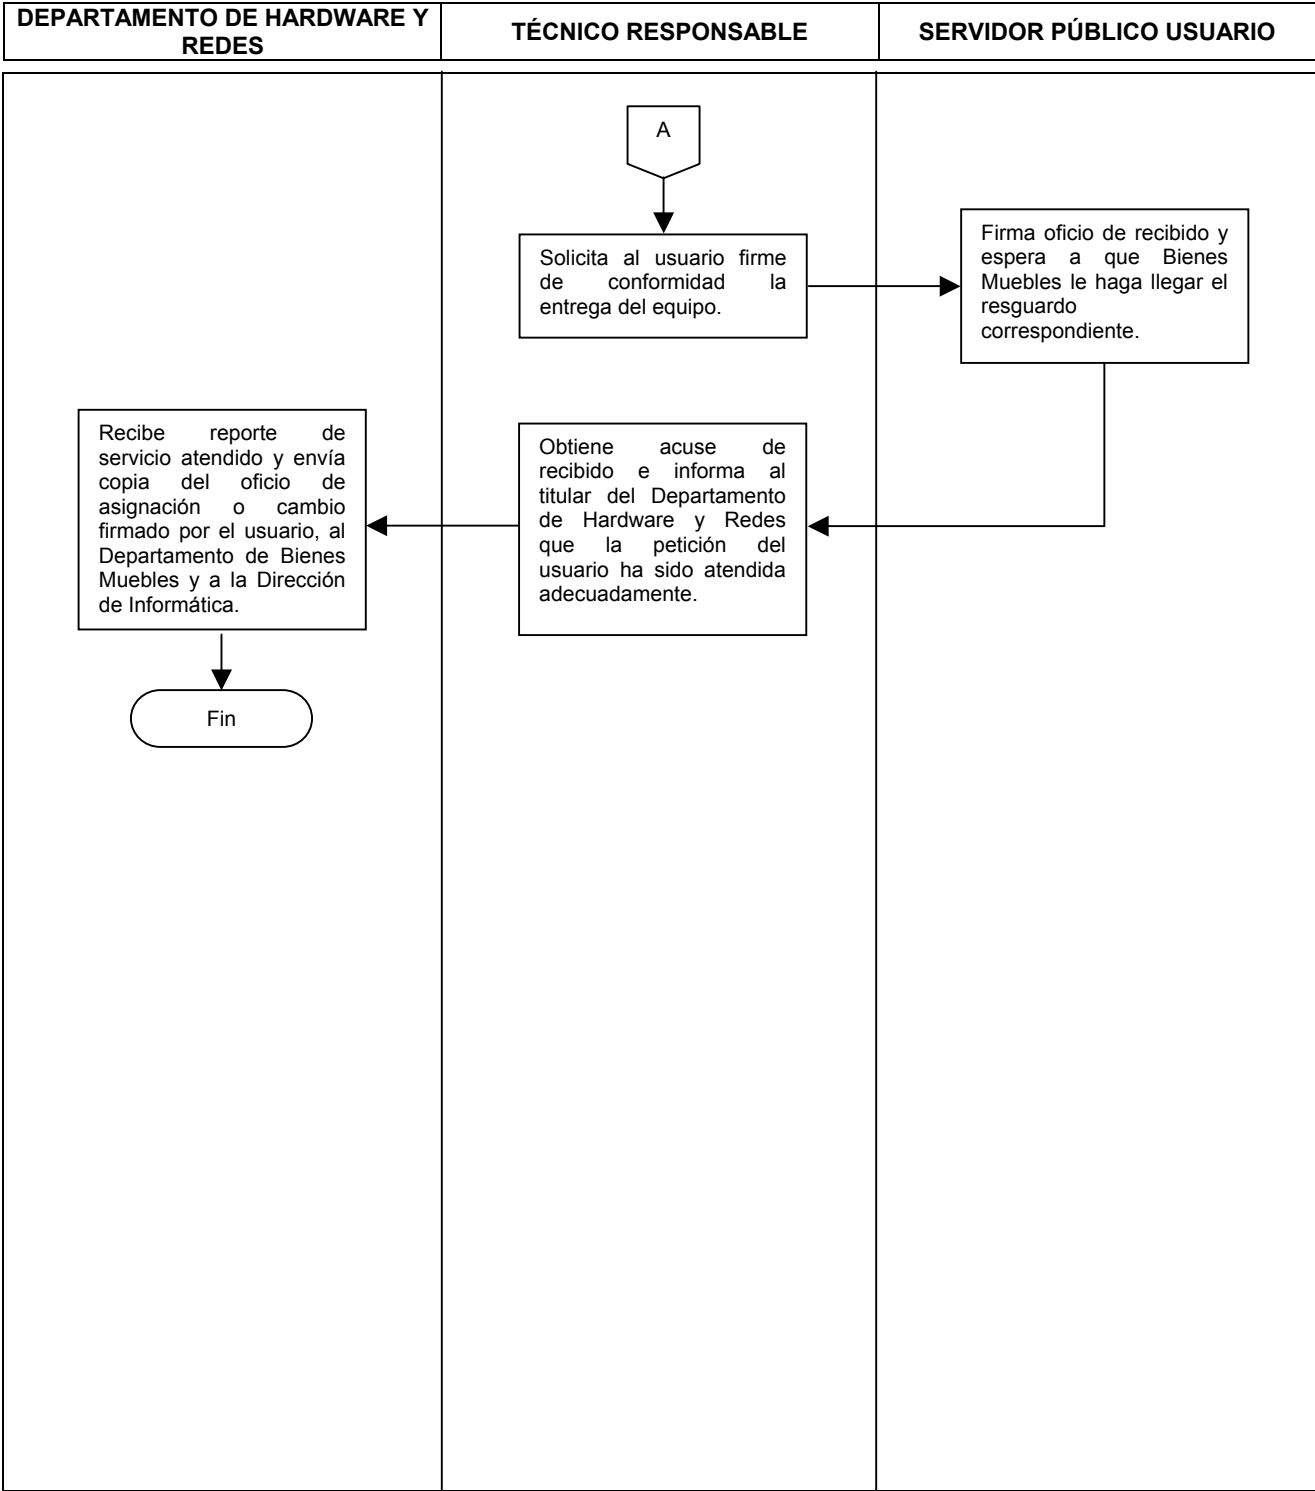 DEPARTAMENTO DE HARDWARE Y
REDES
TÉCNICO RESPONSABLE
SERVIDOR PÚBLICO USUARIO
A
Solicita al usuario firme
de conformidad la
entrega del equipo.
Firma oficio de recibido y
espera a que Bienes
Muebles le haga llegar el
resguardo
correspondiente.
Obtiene acuse de
recibido e informa al
titular del Departamento
de Hardware y Redes
que la petición del
usuario ha sido atendida
adecuadamente.
Recibe reporte de
servicio atendido y envía
copia del oficio de
asignación o cambio
firmado por el usuario, al
Departamento de Bienes
Muebles y a la Dirección
de Informática.
Fin